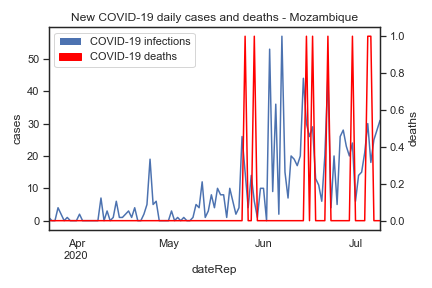 New COVID-19 daily cases and deaths - Mozambique
COVID-19 infections
COVID-19 deaths
50
40
30
20
10
0
cases
1.0
0.8
0.6
0.4
0.2
0.0
deaths
Apr
2020
May
Jun
Jul
dateRep